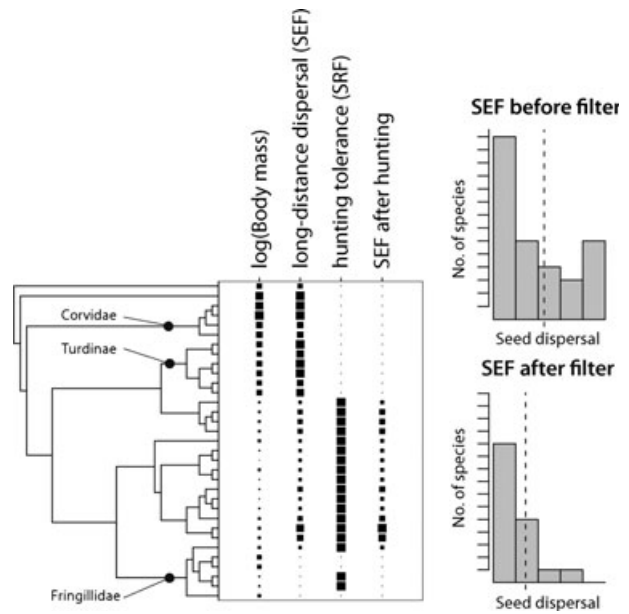 log(Body mass)
long-distance dispersal (SEF)
hunting tolerance (SRF)
SEF after hunting
Corvidae
Turdinae
Fringillidae
SEF before filter
No. of species
Seed dispersal
SEF after filter
No. of species
Seed dispersal